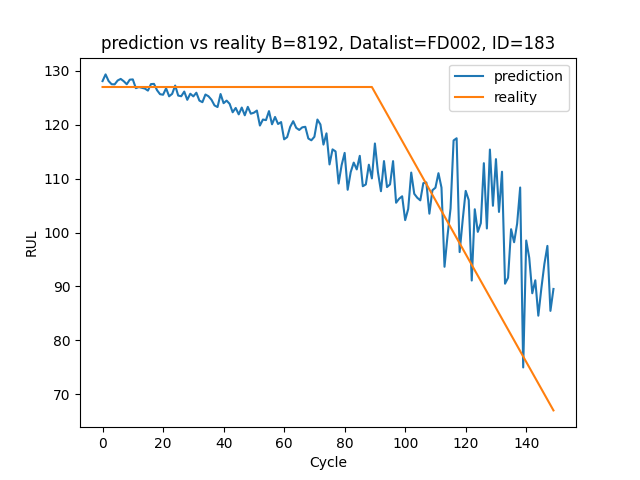 prediction vs reality B=8192, Datalist=FD002, ID=183
prediction
reality
130
120
110
100
90
80
70
RUL
0 20 40 60 80 100 120 140
Cycle